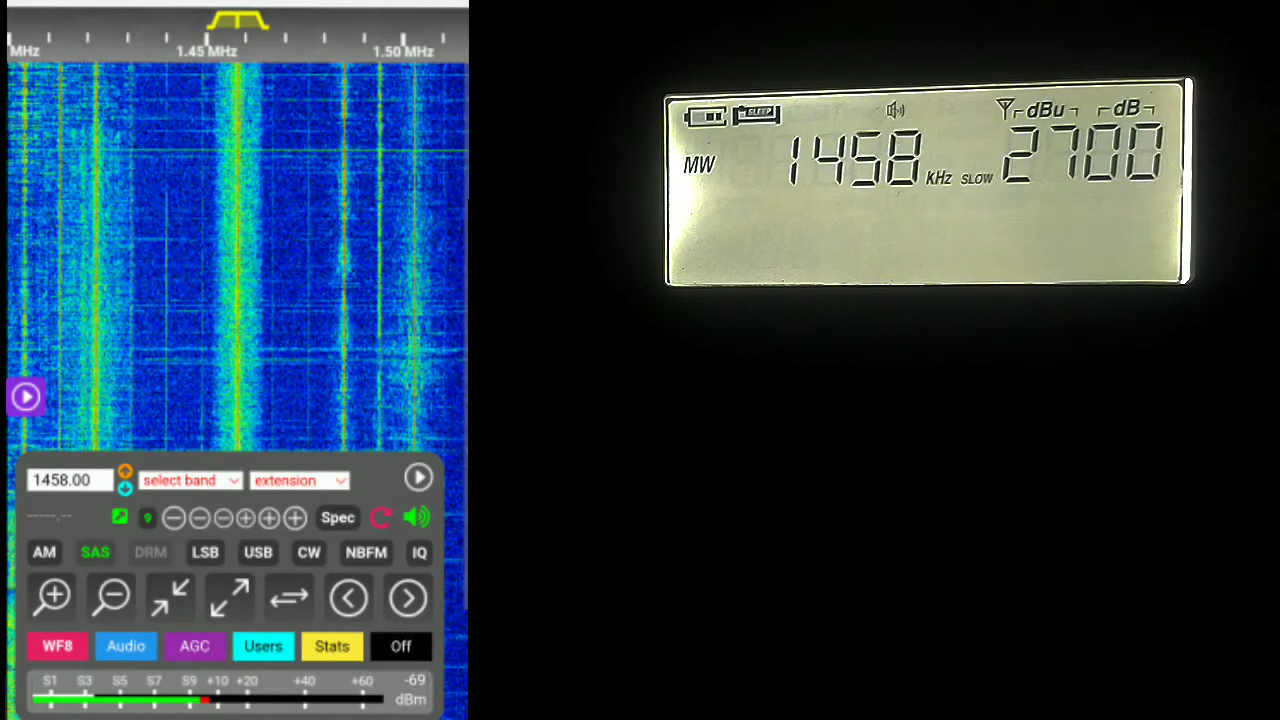 MHz 1.45 MHz 1.50 MHz
SLEEP dBu dB
MW 1458 kHz SLOW 2700
1458.00 select band extension
-----.-- 9 Spec
AM SAS DRM LSB USB CW NBFM IQ
WF8 Audio AGC Users Stats Off
S1 S3 S5 S7 S9 +10 +20 +40 +60 -69
dBm